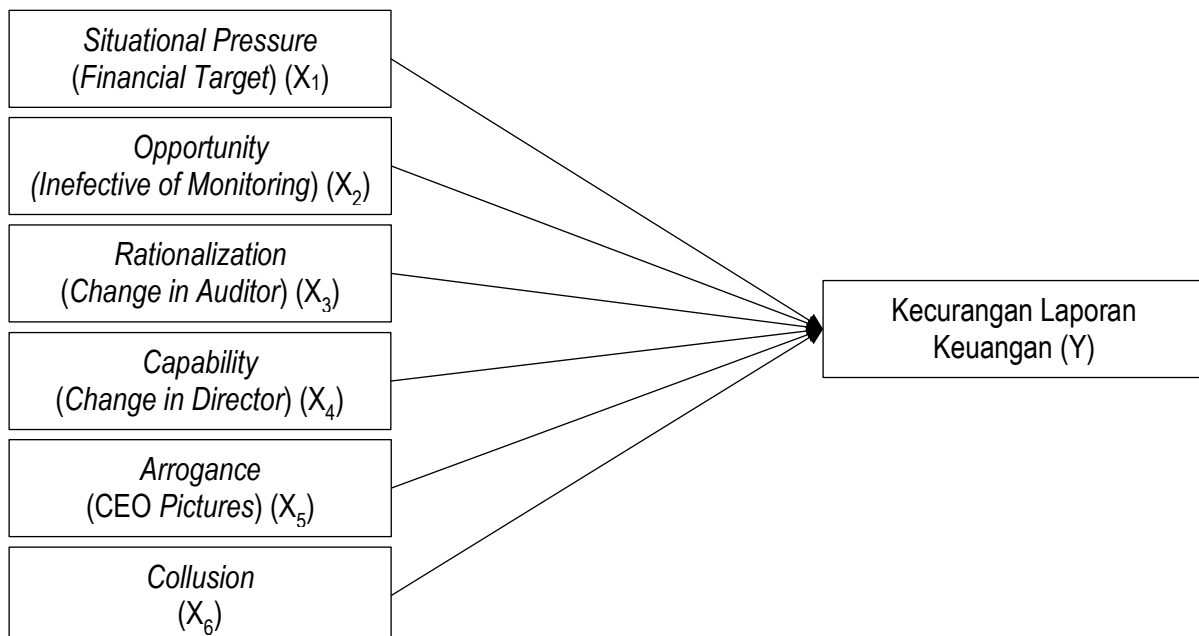 Situational Pressure
(Financial Target) (X1)
Opportunity
(Inefective of Monitoring) (X2)
Rationalization
(Change in Auditor) (X3)
Capability
(Change in Director) (X4)
Arrogance
(CEO Pictures) (X5)
Collusion
(X6)
Kecurangan Laporan
Keuangan (Y)